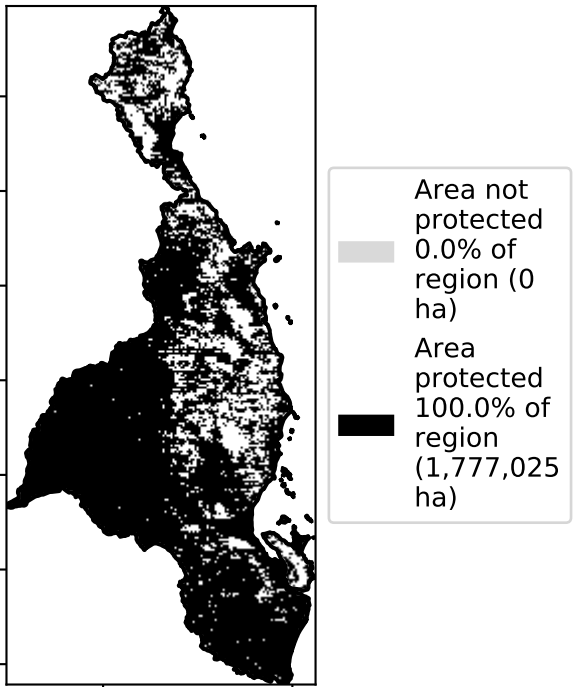 Area not
protected
0.0% of
region (0
ha)
Area
protected
100.0% of
region
(1,777,025
ha)